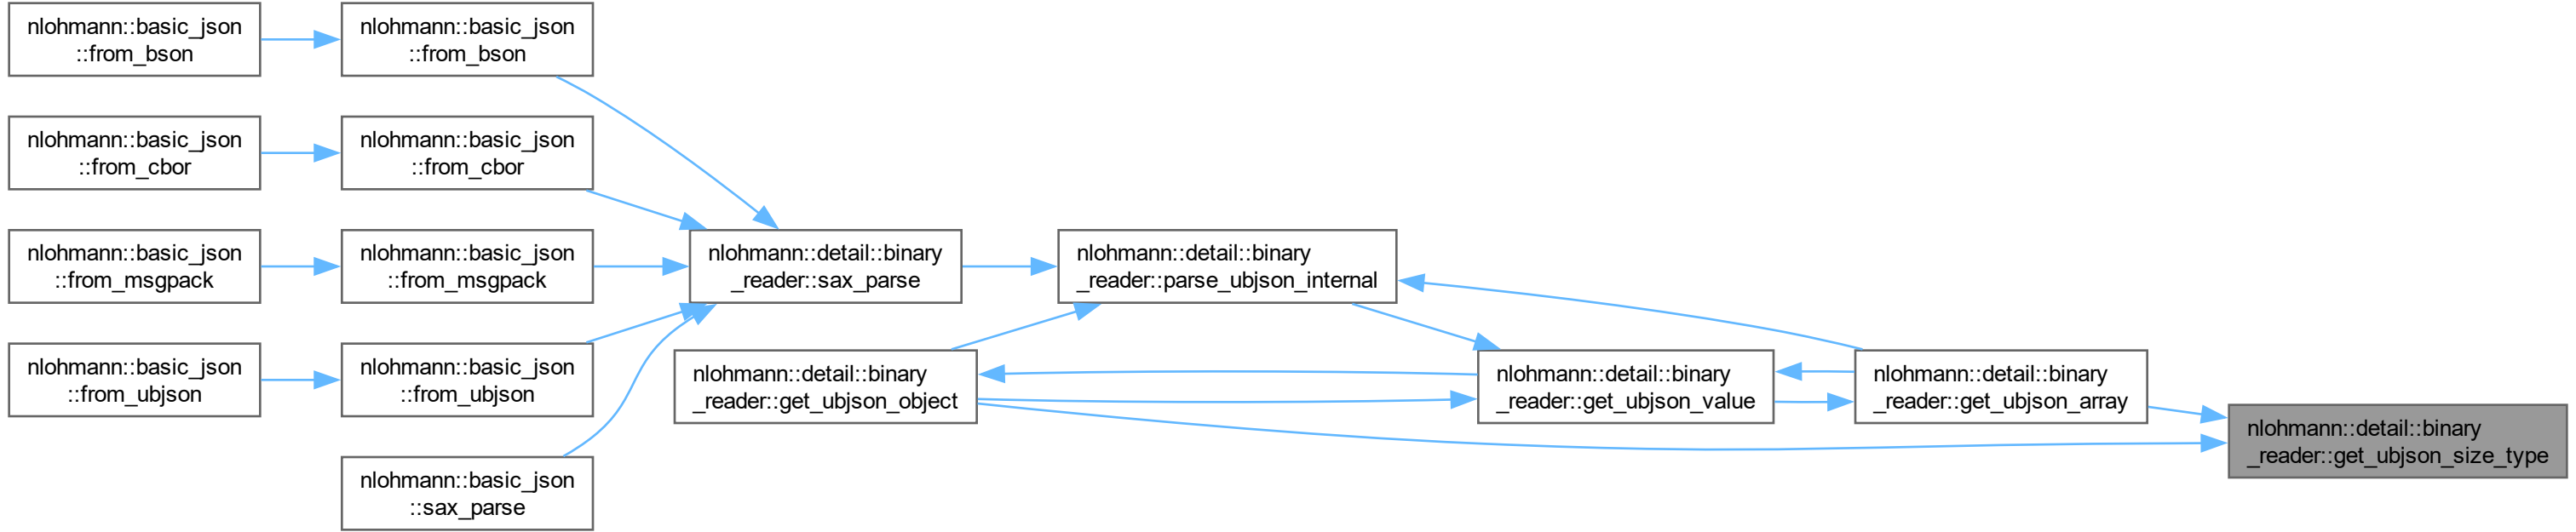 nlohmann::basic_json
::from_bson
nlohmann::basic_json
::from_bson
nlohmann::basic_json
::from_cbor
nlohmann::basic_json
::from_cbor
nlohmann::basic_json
::from_msgpack
nlohmann::basic_json
::from_msgpack
nlohmann::detail::binary
_reader::sax_parse
nlohmann::detail::binary
_reader::parse_ubjson_internal
nlohmann::basic_json
::from_ubjson
nlohmann::basic_json
::from_ubjson
nlohmann::detail::binary
_reader::get_ubjson_object
nlohmann::detail::binary
_reader::get_ubjson_value
nlohmann::detail::binary
_reader::get_ubjson_array
nlohmann::detail::binary
_reader::get_ubjson_size_type
nlohmann::basic_json
::sax_parse